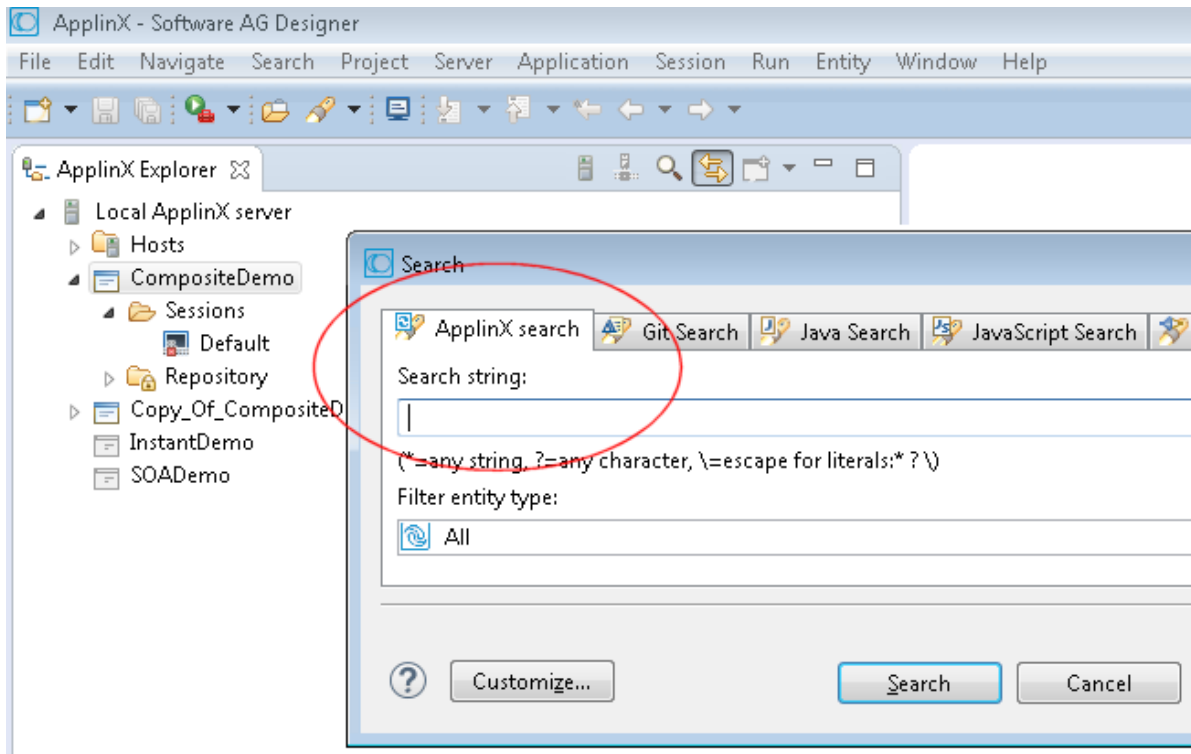 ApplinX - Software AG Designer
File Edit Navigate Search Project Server Application Session Run Entity Window Help
ApplinX Explorer
Local ApplinX server
Hosts
CompositeDemo
Sessions
Default
Repository
Copy_Of_CompositeD
InstantDemo
SOADemo
Search
ApplinX search Git Search Java Search JavaScript Search
Search string:
(*=any string, ?=any character, \=escape for literals:* ? \)
Filter entity type:
All
Customize... Search Cancel